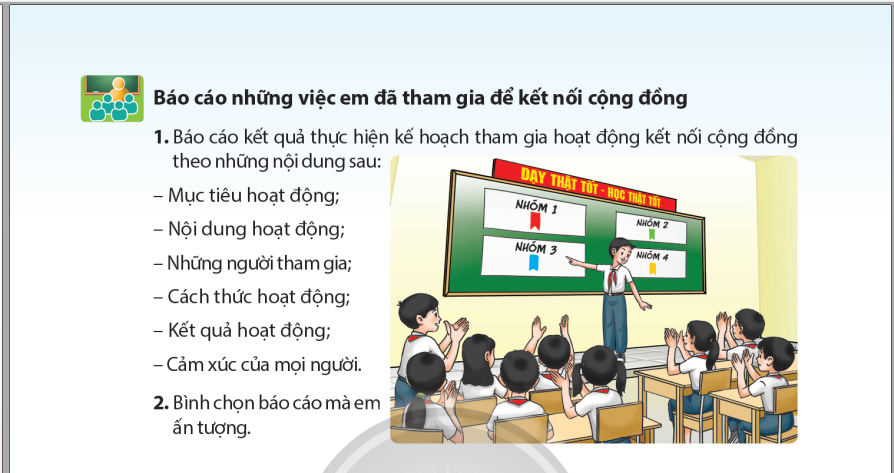 Báo cáo những việc em đã tham gia để kết nối cộng đồng
1. Báo cáo kết quả thực hiện kế hoạch tham gia hoạt động kết nối cộng đồng
theo những nội dung sau:
– Mục tiêu hoạt động;
– Nội dung hoạt động;
– Những người tham gia;
– Cách thức hoạt động;
– Kết quả hoạt động;
– Cảm xúc của mọi người.
2. Bình chọn báo cáo mà em
ấn tượng.
DẠY THẬT TỐT - HỌC THẬT TỐT
NHÓM 1
NHÓM 2
NHÓM 3
NHÓM 4